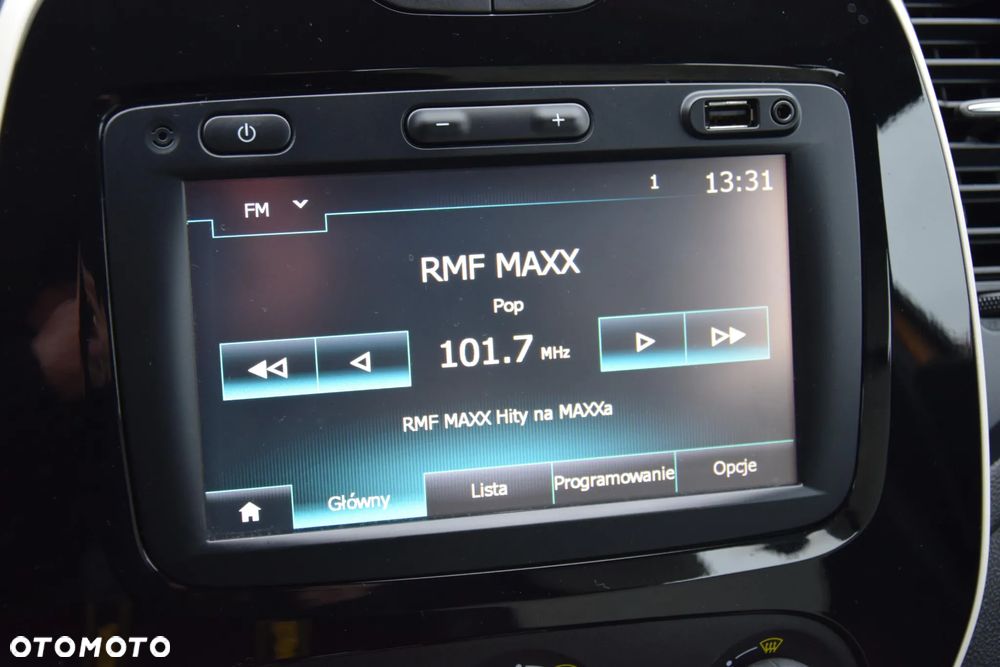 1 13:31
FM
RMF MAXX
Pop
101.7 MHz
RMF MAXX Hity na MAXXa
Główny Lista Programowanie Opcje
OTOMOTO